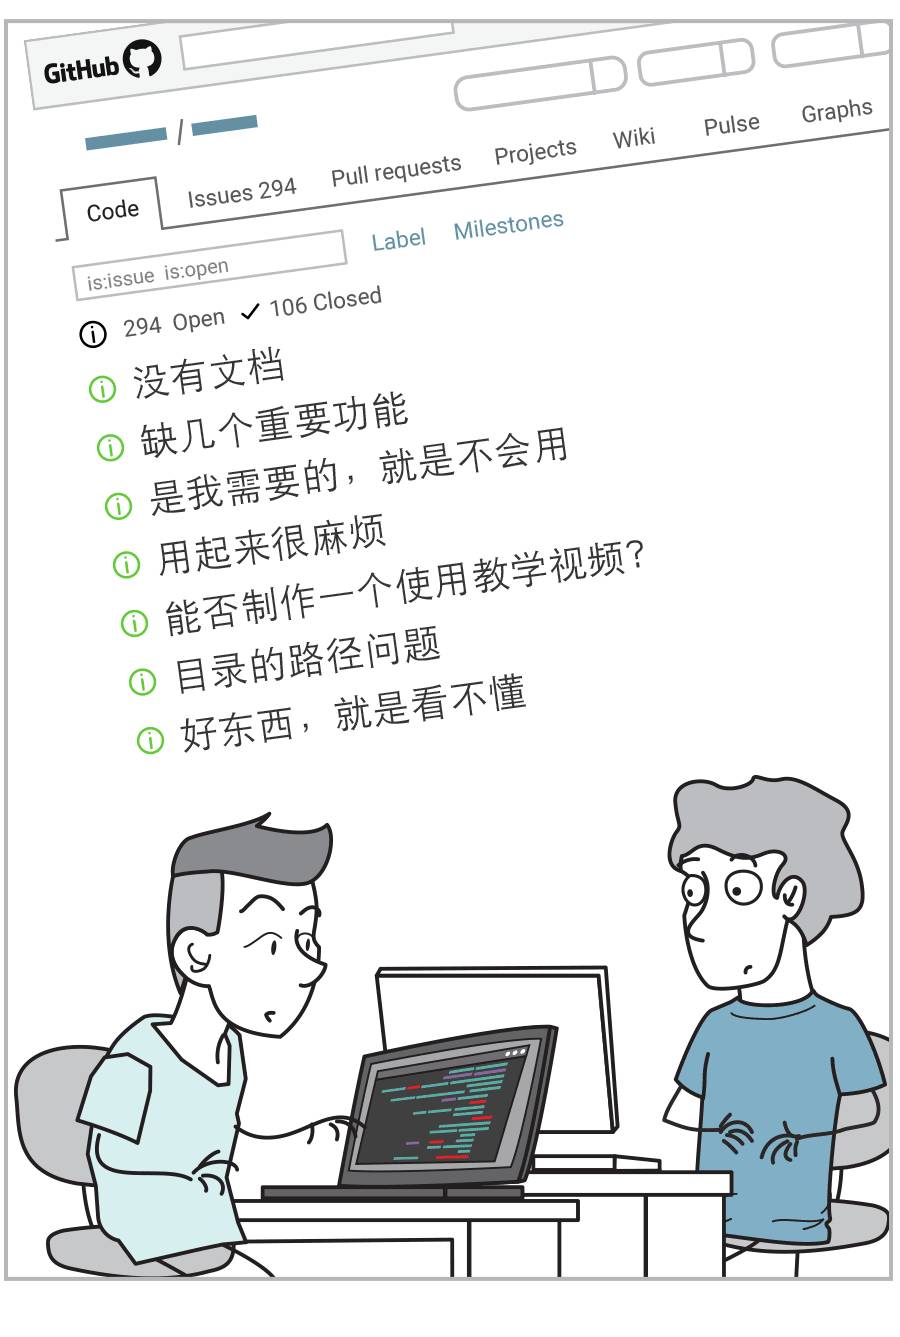 GitHub
/
Code Issues 294 Pull requests Projects Wiki Pulse Graphs
is:issue is:open Label Milestones
294 Open 106 Closed
没有文档
缺几个重要功能
是我需要的，就是不会用
用起来很麻烦
能否制作一个使用教学视频？
目录的路径问题
好东西，就是看不懂